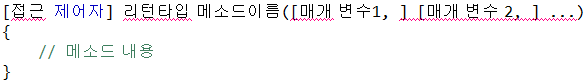 [접근 제어자] 리턴타입 메소드이름([매개 변수1, ] [매개 변수 2, ] ...)
{
// 메소드 내용
}